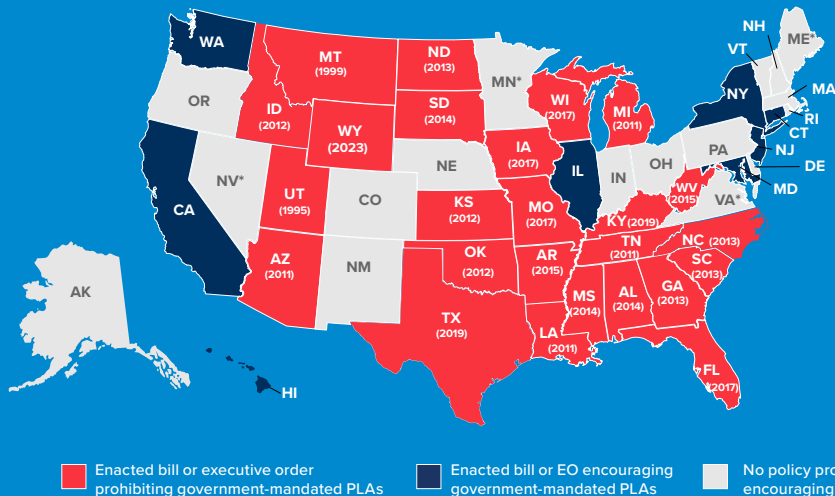 WA
MT
(1999)
ND
(2013)
MN*
VT
NH
ME*
MA
RI
CT
NJ
DE
MD
OR
ID
(2012)
WY
(2023)
SD
(2014)
WI
(2017)
MI
(2011)
NY
PA
NV*
UT
(1995)
CO
NE
IA
(2017)
IL
IN
OH
WV
(2015)
VA*
CA
AZ
(2011)
NM
KS
(2012)
MO
(2017)
KY (2019)
OK
(2012)
AR
(2015)
TN
(2011)
NC (2013)
SC
(2013)
TX
(2019)
LA
(2011)
MS
(2014)
AL
(2014)
GA
(2013)
FL
(2017)
AK
HI
Enacted bill or executive order
prohibiting government-mandated PLAs
Enacted bill or EO encouraging
government-mandated PLAs
No policy pro
encouraging